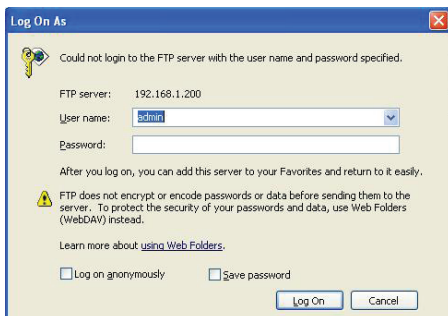 Log On As
Could not login to the FTP server with the user name and password specified.
FTP server: 192.168.1.200
User name: admin
Password:
After you log on, you can add this server to your Favorites and return to it easily.
FTP does not encrypt or encode passwords or data before sending them to the
server. To protect the security of your passwords and data, use Web Folders
(WebDAV) instead.
Learn more about using Web Folders.
Log on anonymously Save password
Log On Cancel